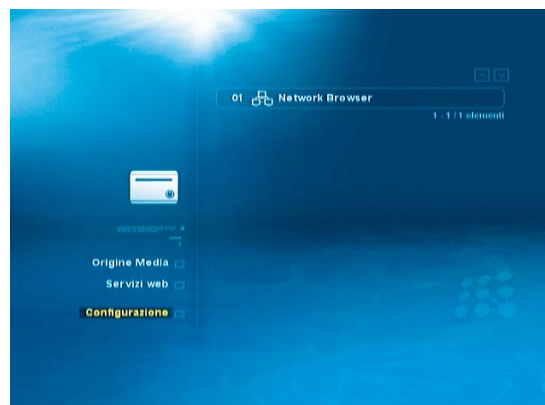 01 Network Browser
1 - 1 / 1 elementi
Origine Media
Servizi web
Configurazione